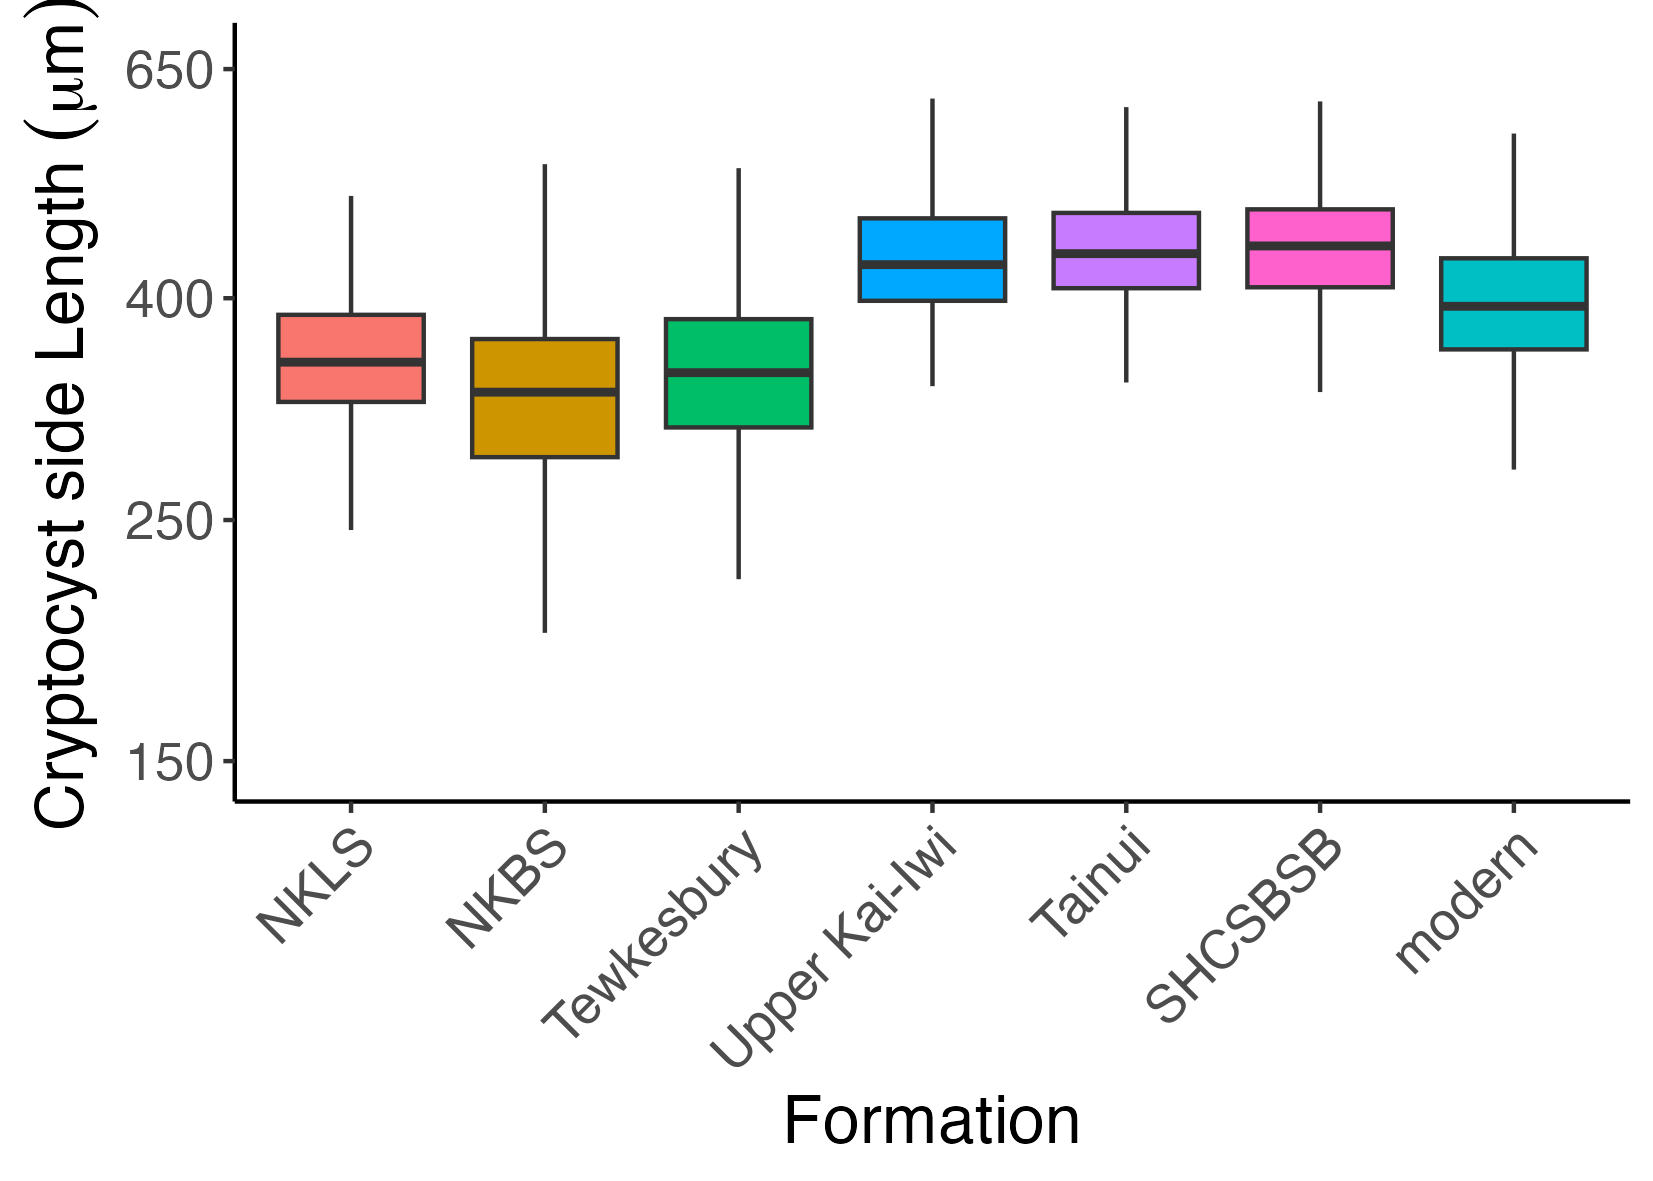 Cryptocyst side Length (μm)
650
400
250
150
NKLS
NKBS
Tewkesbury
Upper Kai-Iwi
Tainui
SHCSBSB
modern
Formation